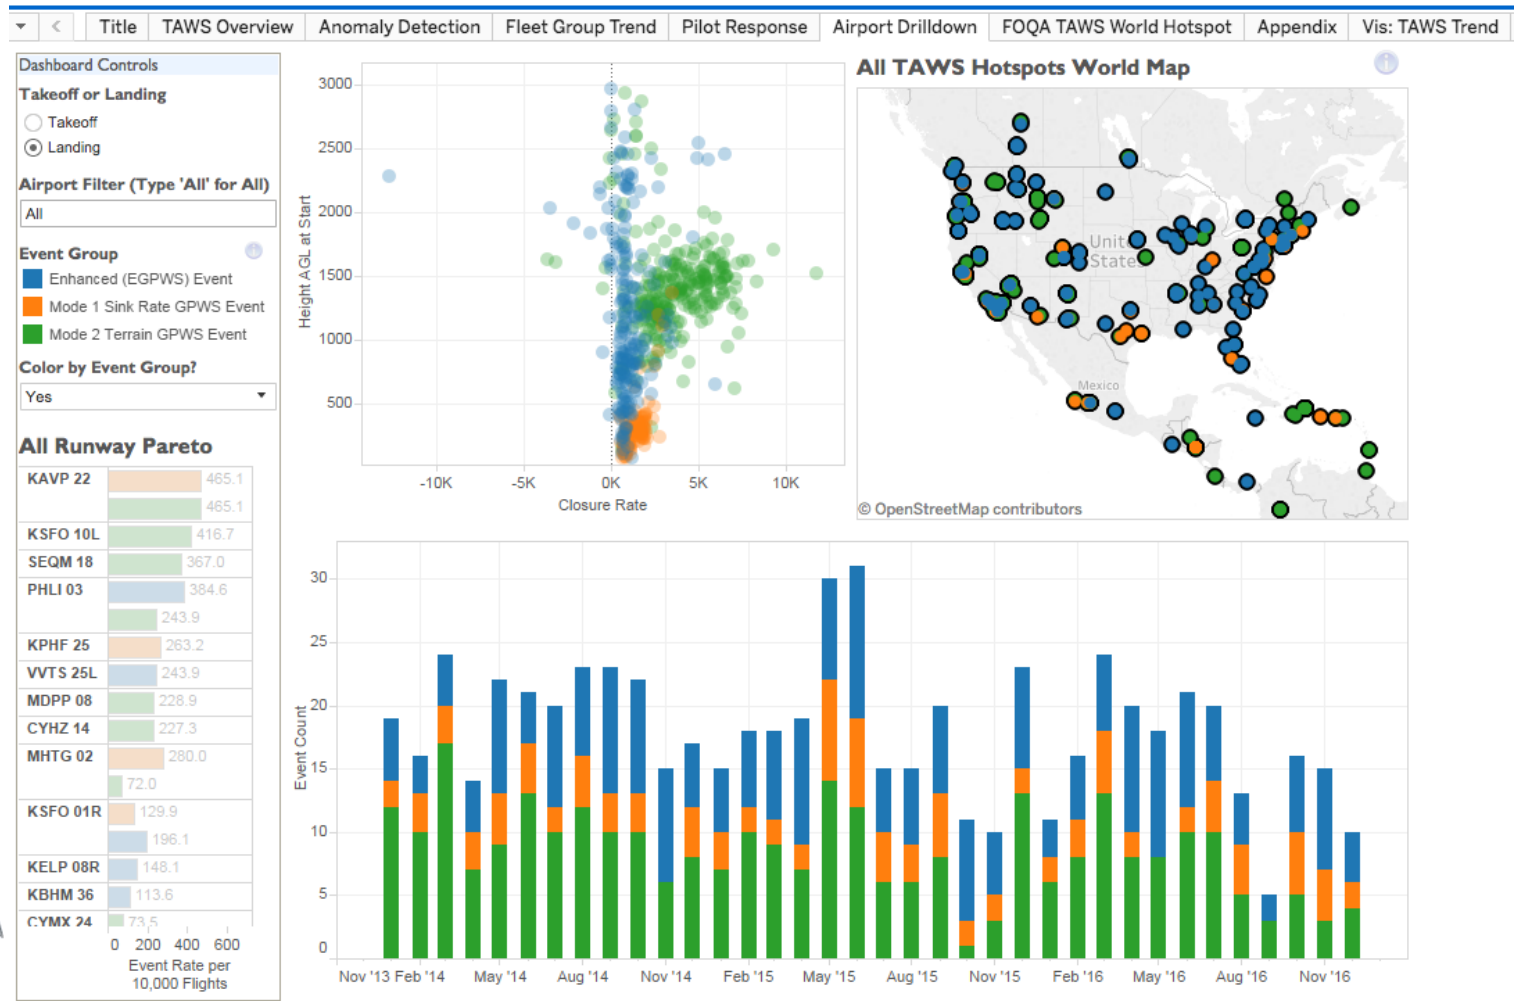 Title TAWS Overview Anomaly Detection Fleet Group Trend Pilot Response Airport Drilldown FOQA TAWS World Hotspot Appendix Vis: TAWS Trend
Dashboard Controls
Takeoff or Landing
Takeoff
Landing
Airport Filter (Type 'All' for All)
All
Event Group
Enhanced (EGPWS) Event
Mode 1 Sink Rate GPWS Event
Mode 2 Terrain GPWS Event
Color by Event Group?
Yes
All Runway Pareto
KAVP 22 465.1
465.1
KSFO 10L 416.7
SEQM 18 367.0
PHLI 03 384.6
243.9
KPHF 25 263.2
VVTS 25L 243.9
MDPP 08 228.9
CYHZ 14 227.3
MHTG 02 280.0
72.0
KSFO 01R 129.9
196.1
KELP 08R 148.1
KBHM 36 113.6
CYMX 24 73.5
0 200 400 600
Event Rate per
10,000 Flights
Height AGL at Start
3000
2500
2000
1500
1000
500
-10K -5K 0K 5K 10K
Closure Rate
All TAWS Hotspots World Map
United
States
Mexico
© OpenStreetMap contributors
Event Count
30
25
20
15
10
5
0
Nov '13 Feb '14 May '14 Aug '14 Nov '14 Feb '15 May '15 Aug '15 Nov '15 Feb '16 May '16 Aug '16 Nov '16